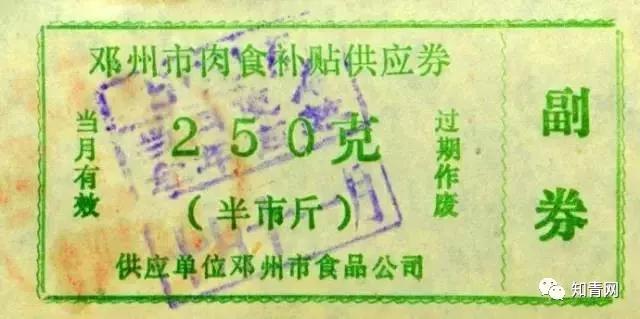 邓州市肉食补贴供应券
当月有效
250克
过期作废
(半市斤)
供应单位邓州市食品公司
副券
知青网